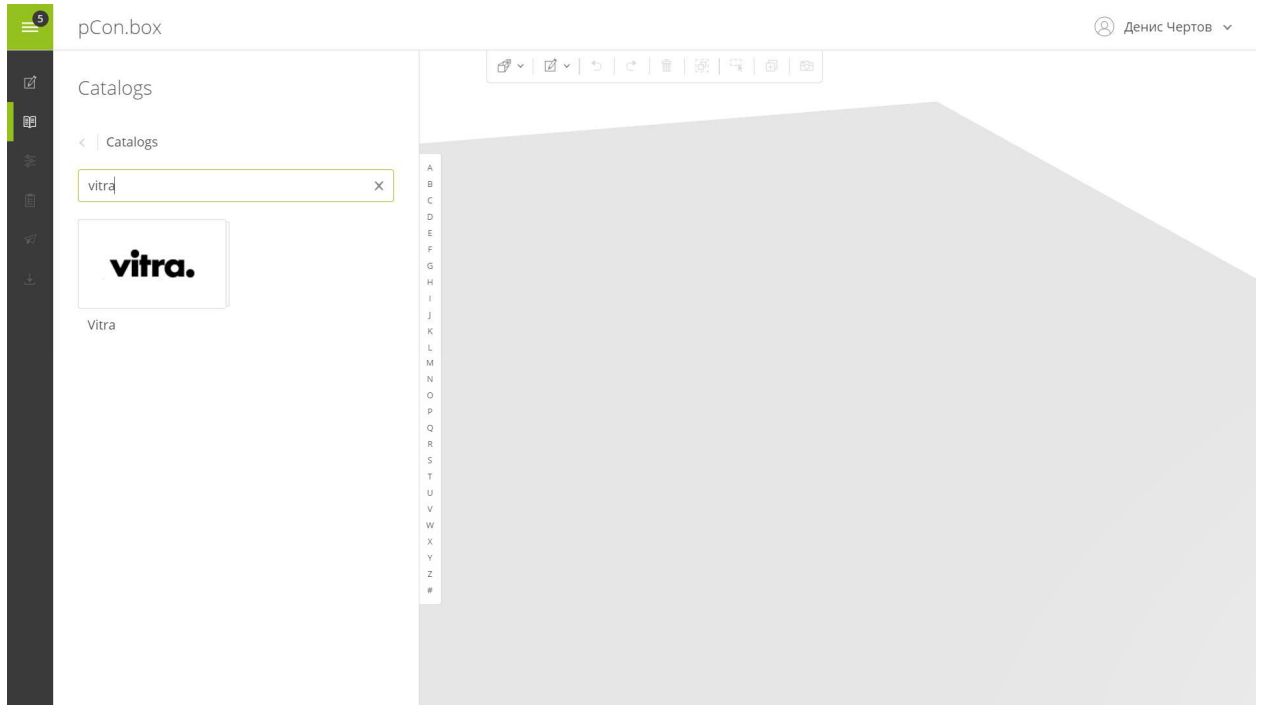 5
pCon.box
Денис Чертов
Catalogs
Catalogs
vitra
vitra.
Vitra
A
B
C
D
E
F
G
H
I
J
K
L
M
N
O
P
Q
R
S
T
U
V
W
X
Y
Z
#